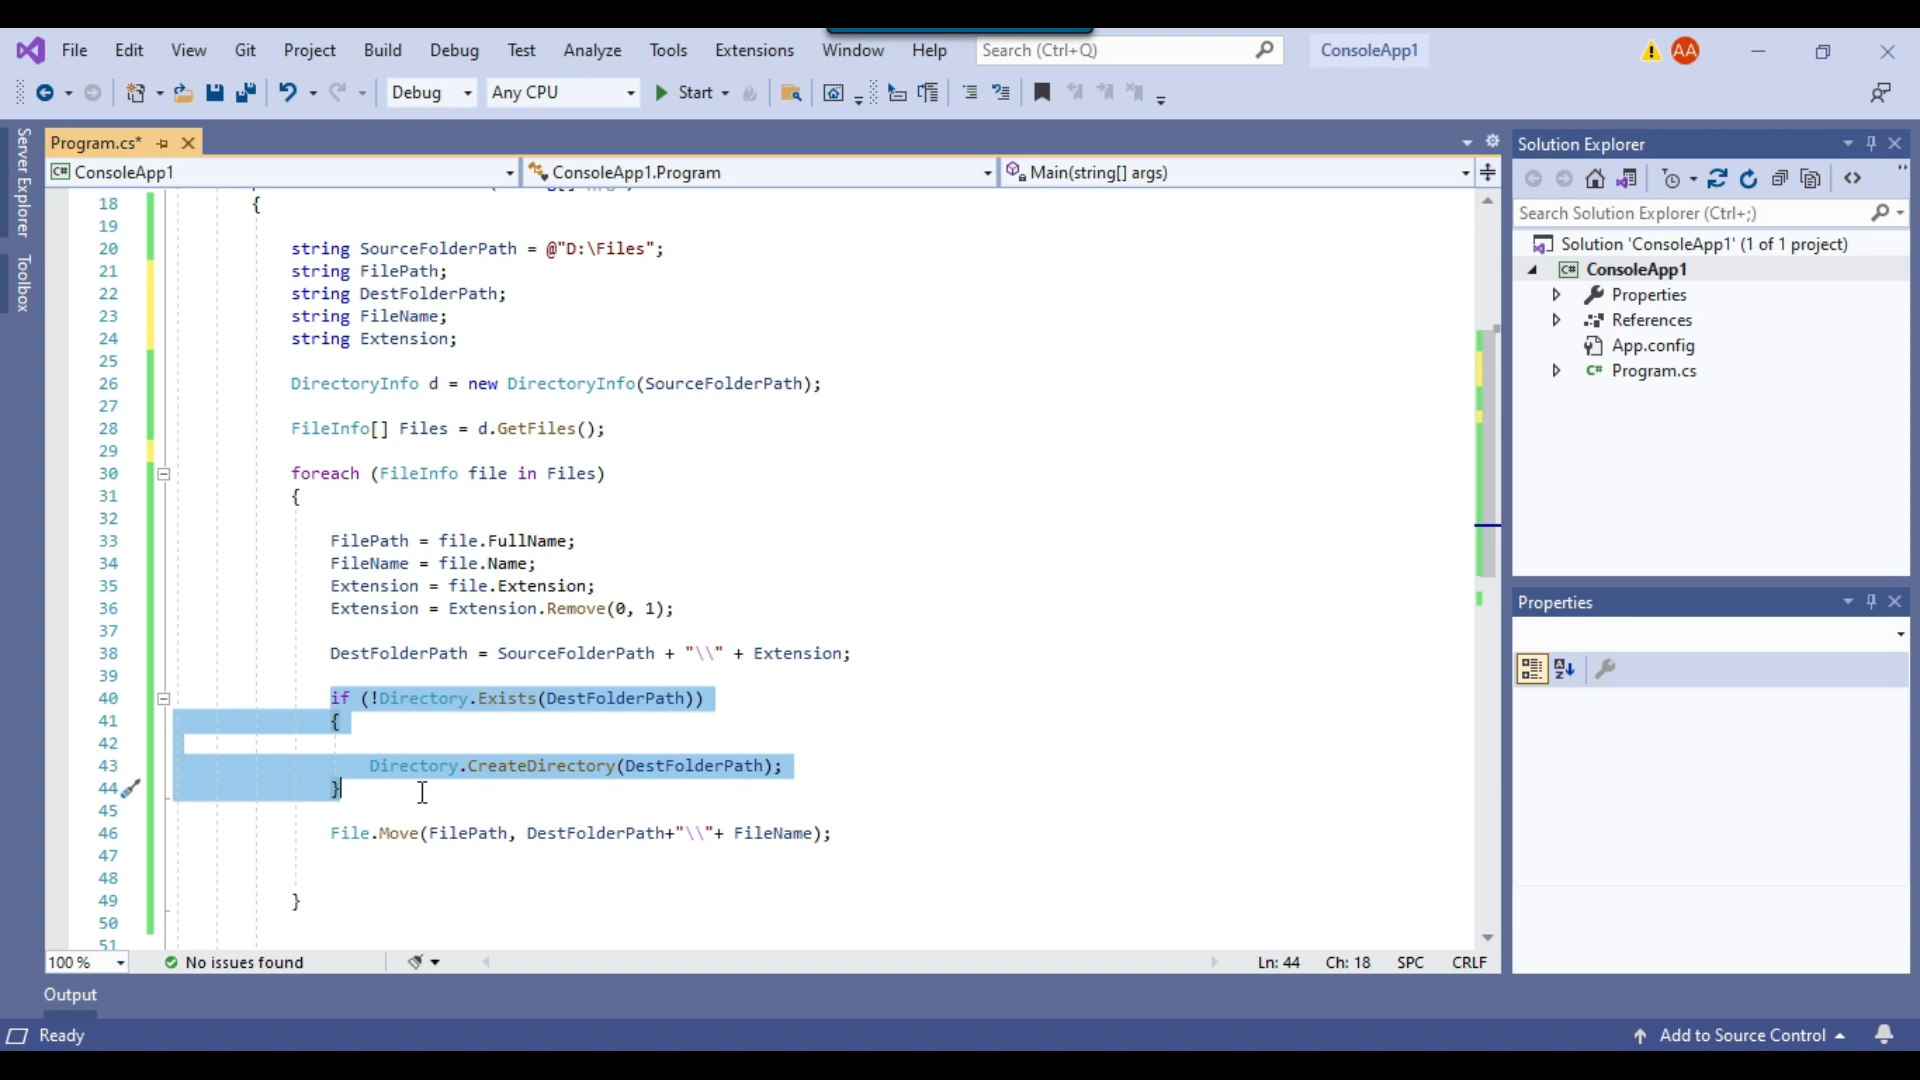 File Edit View Git Project Build Debug Test Analyze Tools Extensions Window Help Search (Ctrl+Q) ConsoleApp1 AA
Debug Any CPU Start
Server Explorer
Toolbox
Program.cs*
ConsoleApp1 ConsoleApp1.Program Main(string[] args)
18 {
19
20 string SourceFolderPath = @"D:\Files";
21 string FilePath;
22 string DestFolderPath;
23 string FileName;
24 string Extension;
25
26 DirectoryInfo d = new DirectoryInfo(SourceFolderPath);
27
28 FileInfo[] Files = d.GetFiles();
29
30 foreach (FileInfo file in Files)
31 {
32
33 FilePath = file.FullName;
34 FileName = file.Name;
35 Extension = file.Extension;
36 Extension = Extension.Remove(0, 1);
37
38 DestFolderPath = SourceFolderPath + "\\" + Extension;
39
40 if (!Directory.Exists(DestFolderPath))
41 {
42
43 Directory.CreateDirectory(DestFolderPath);
44 }
45
46 File.Move(FilePath, DestFolderPath+"\\"+ FileName);
47
48
49 }
50
51
100 % No issues found Ln: 44 Ch: 18 SPC CRLF
Solution Explorer
Search Solution Explorer (Ctrl+;)
Solution 'ConsoleApp1' (1 of 1 project)
C# ConsoleApp1
Properties
References
App.config
C# Program.cs
Properties
Output
Ready Add to Source Control